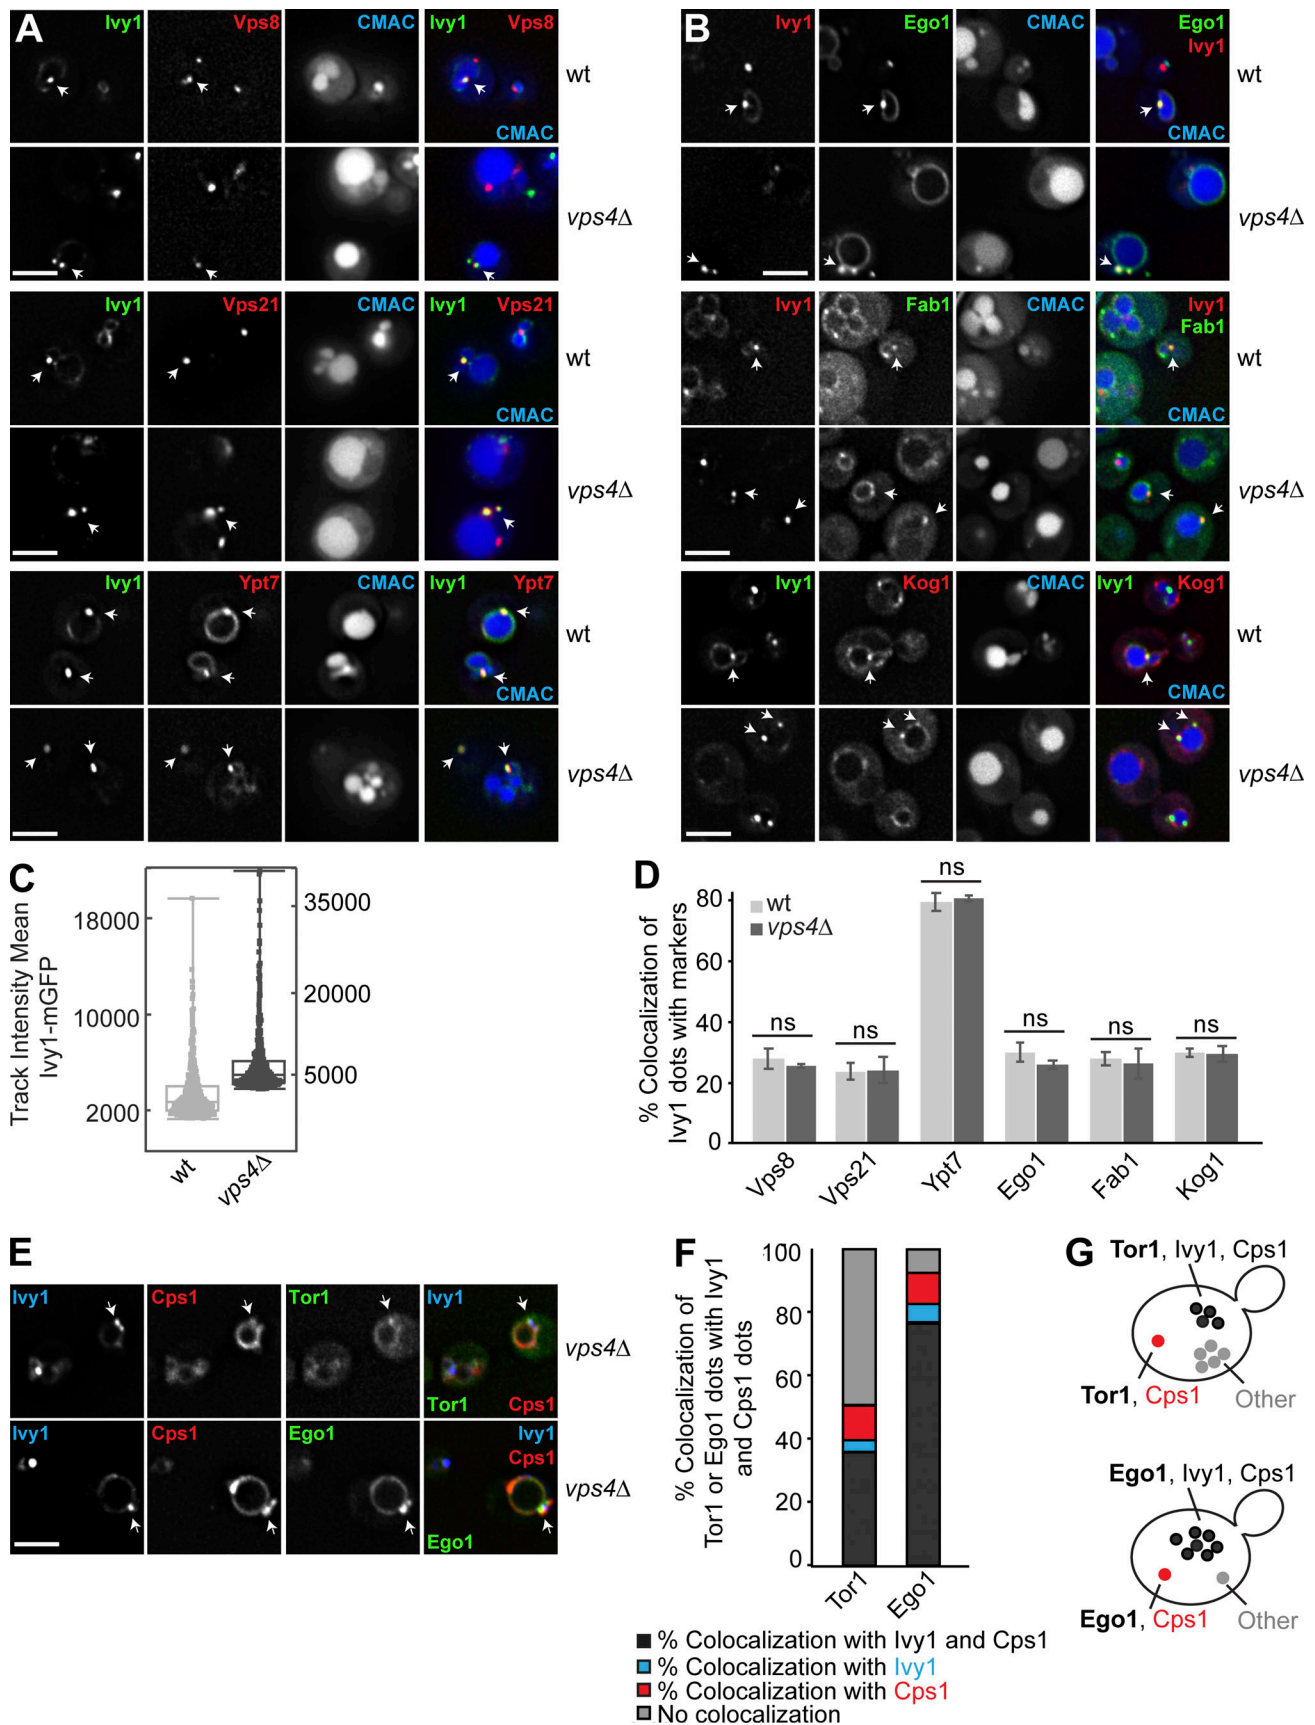 A
Ivy1 Vps8 CMAC Ivy1 Vps8
wt
CMAC
vps4Δ
Ivy1 Vps21 CMAC Ivy1 Vps21
wt
CMAC
vps4Δ
Ivy1 Ypt7 CMAC Ivy1 Ypt7
wt
CMAC
vps4Δ
B
Ivy1 Ego1 CMAC Ego1
Ivy1
wt
CMAC
vps4Δ
Ivy1 Fab1 CMAC Ivy1
Fab1
wt
CMAC
vps4Δ
Ivy1 Kog1 CMAC Ivy1 Kog1
wt
CMAC
vps4Δ
C
Track Intensity Mean
Ivy1-mGFP
18000
10000
2000
35000
20000
5000
wt
vps4Δ
D
% Colocalization of
Ivy1 dots with markers
80
60
40
20
0
wt
vps4Δ
ns
ns
ns
ns
ns
ns
Vps8
Vps21
Ypt7
Ego1
Fab1
Kog1
E
Ivy1 Cps1 Tor1 Ivy1
vps4Δ
Tor1 Cps1
Ivy1 Cps1 Ego1 Ivy1
Cps1
vps4Δ
Ego1
F
% Colocalization of
Tor1 or Ego1 dots with Ivy1
and Cps1 dots
100
80
60
40
20
0
Tor1
Ego1
% Colocalization with Ivy1 and Cps1
% Colocalization with Ivy1
% Colocalization with Cps1
No colocalization
G
Tor1, Ivy1, Cps1
Tor1, Cps1
Other
Ego1, Ivy1, Cps1
Ego1, Cps1
Other